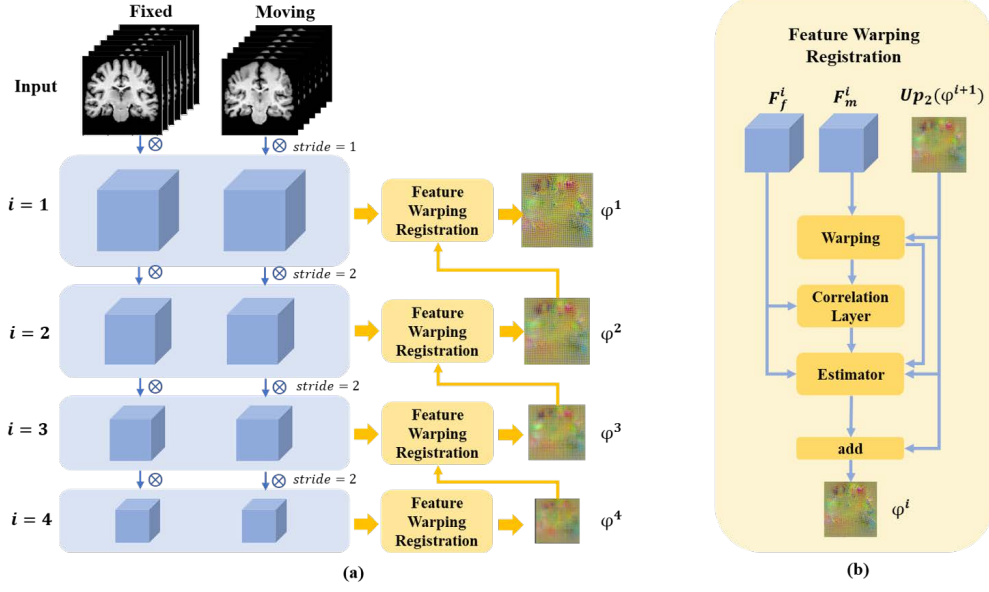 Fixed
Moving
Input
⊗
⊗ stride = 1
i = 1
Feature
Warping
Registration
φ¹
⊗
⊗ stride = 2
i = 2
Feature
Warping
Registration
φ²
⊗
⊗ stride = 2
i = 3
Feature
Warping
Registration
φ³
⊗
⊗ stride = 2
i = 4
Feature
Warping
Registration
φ⁴
(a)
Feature Warping
Registration
F_f^i
F_m^i
Up₂(φ^{i+1})
Warping
Correlation
Layer
Estimator
add
φ^i
(b)